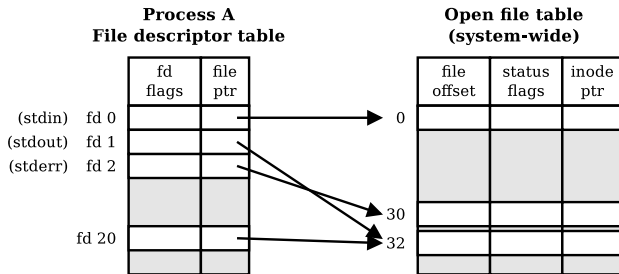 Process A
File descriptor table
Open file table
(system-wide)
fd
flags
file
ptr
file
offset
status
flags
inode
ptr
(stdin) fd 0
0
(stdout) fd 1
(stderr) fd 2
30
fd 20
32